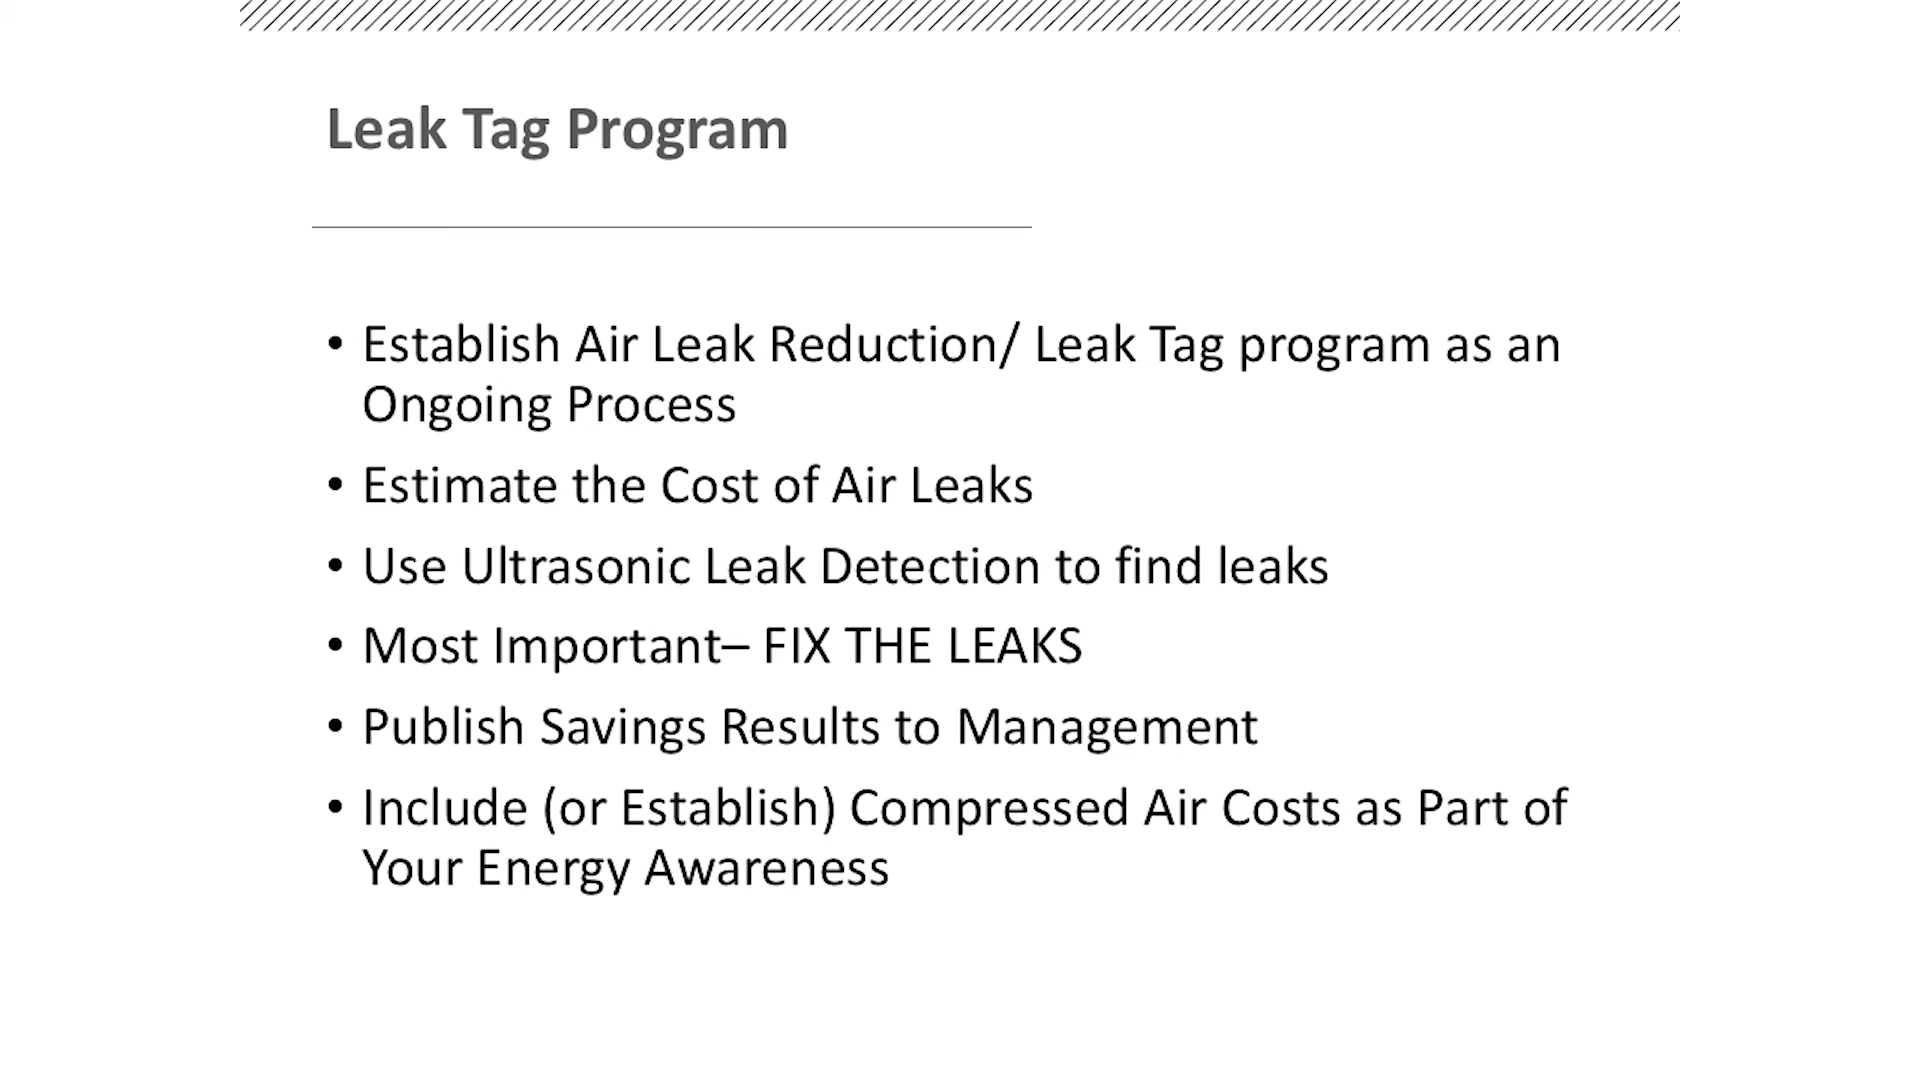 Leak Tag Program
• Establish Air Leak Reduction/ Leak Tag program as an
Ongoing Process
• Estimate the Cost of Air Leaks
• Use Ultrasonic Leak Detection to find leaks
• Most Important– FIX THE LEAKS
• Publish Savings Results to Management
• Include (or Establish) Compressed Air Costs as Part of
Your Energy Awareness